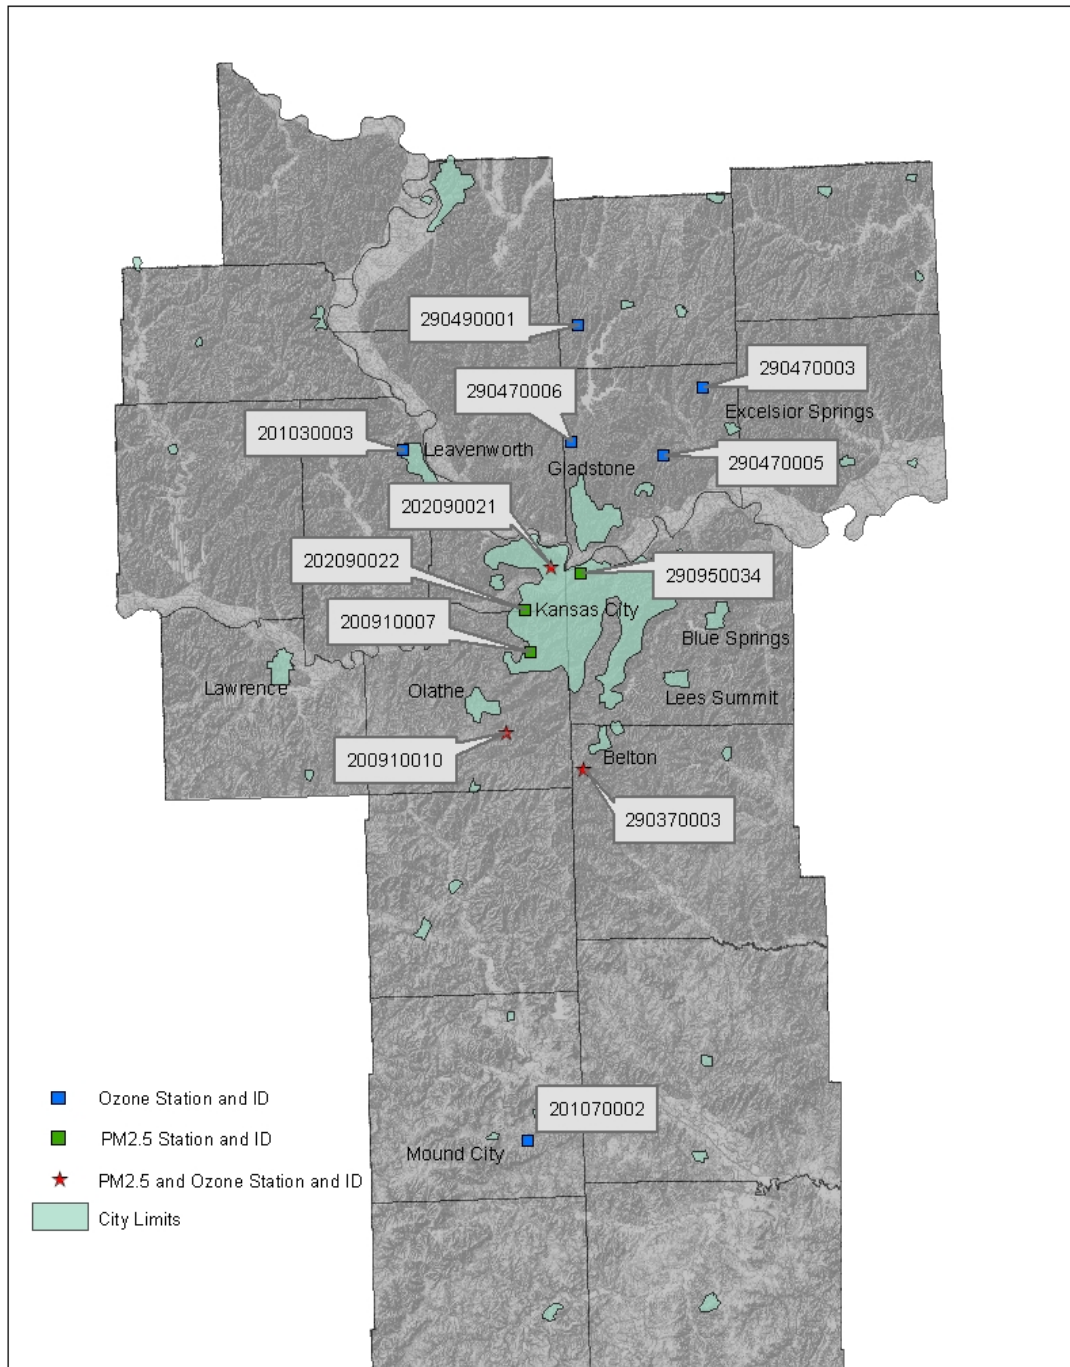 290490001
290470003
290470006
Excelsior Springs
201030003
Leavenworth
Gladstone
290470005
202090021
202090022
290950034
Kansas City
200910007
Blue Springs
Lawrence
Olathe
Lees Summit
200910010
Belton
290370003
201070002
Mound City
Ozone Station and ID
PM2.5 Station and ID
PM2.5 and Ozone Station and ID
City Limits